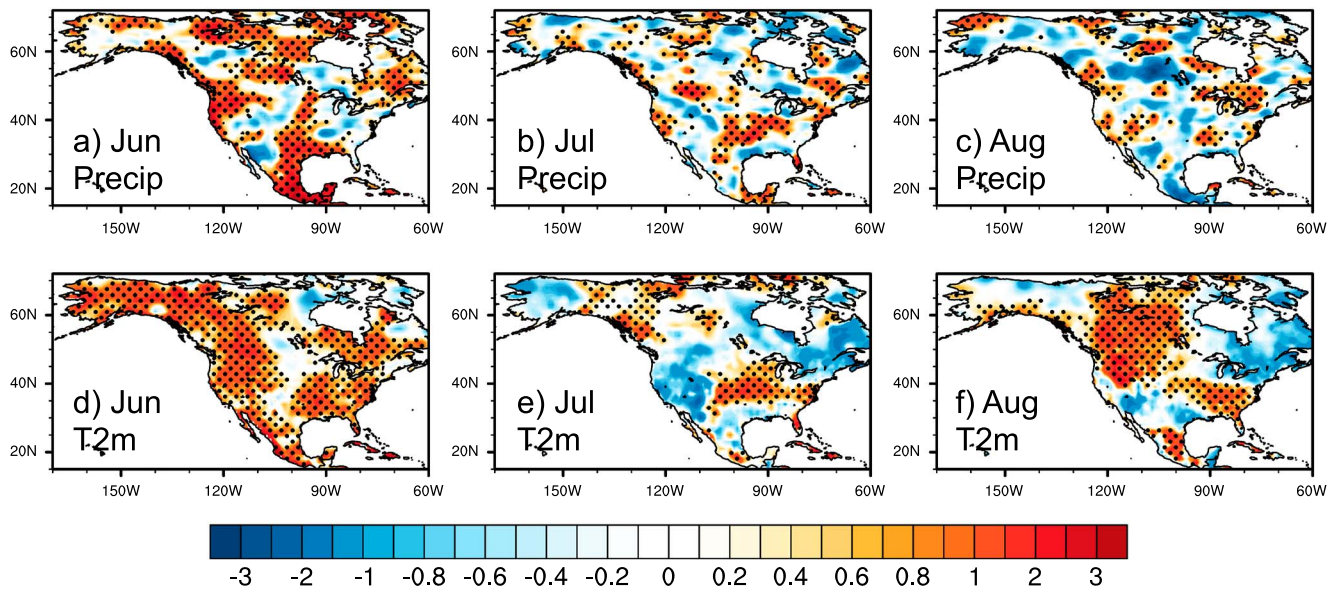 60N
40N
20N
a) Jun
Precip
150W 120W 90W 60W
60N
40N
20N
b) Jul
Precip
150W 120W 90W 60W
60N
40N
20N
c) Aug
Precip
150W 120W 90W 60W
60N
40N
20N
d) Jun
T2m
150W 120W 90W 60W
60N
40N
20N
e) Jul
T2m
150W 120W 90W 60W
60N
40N
20N
f) Aug
T2m
150W 120W 90W 60W
-3 -2 -1 -0.8 -0.6 -0.4 -0.2 0 0.2 0.4 0.6 0.8 1 2 3